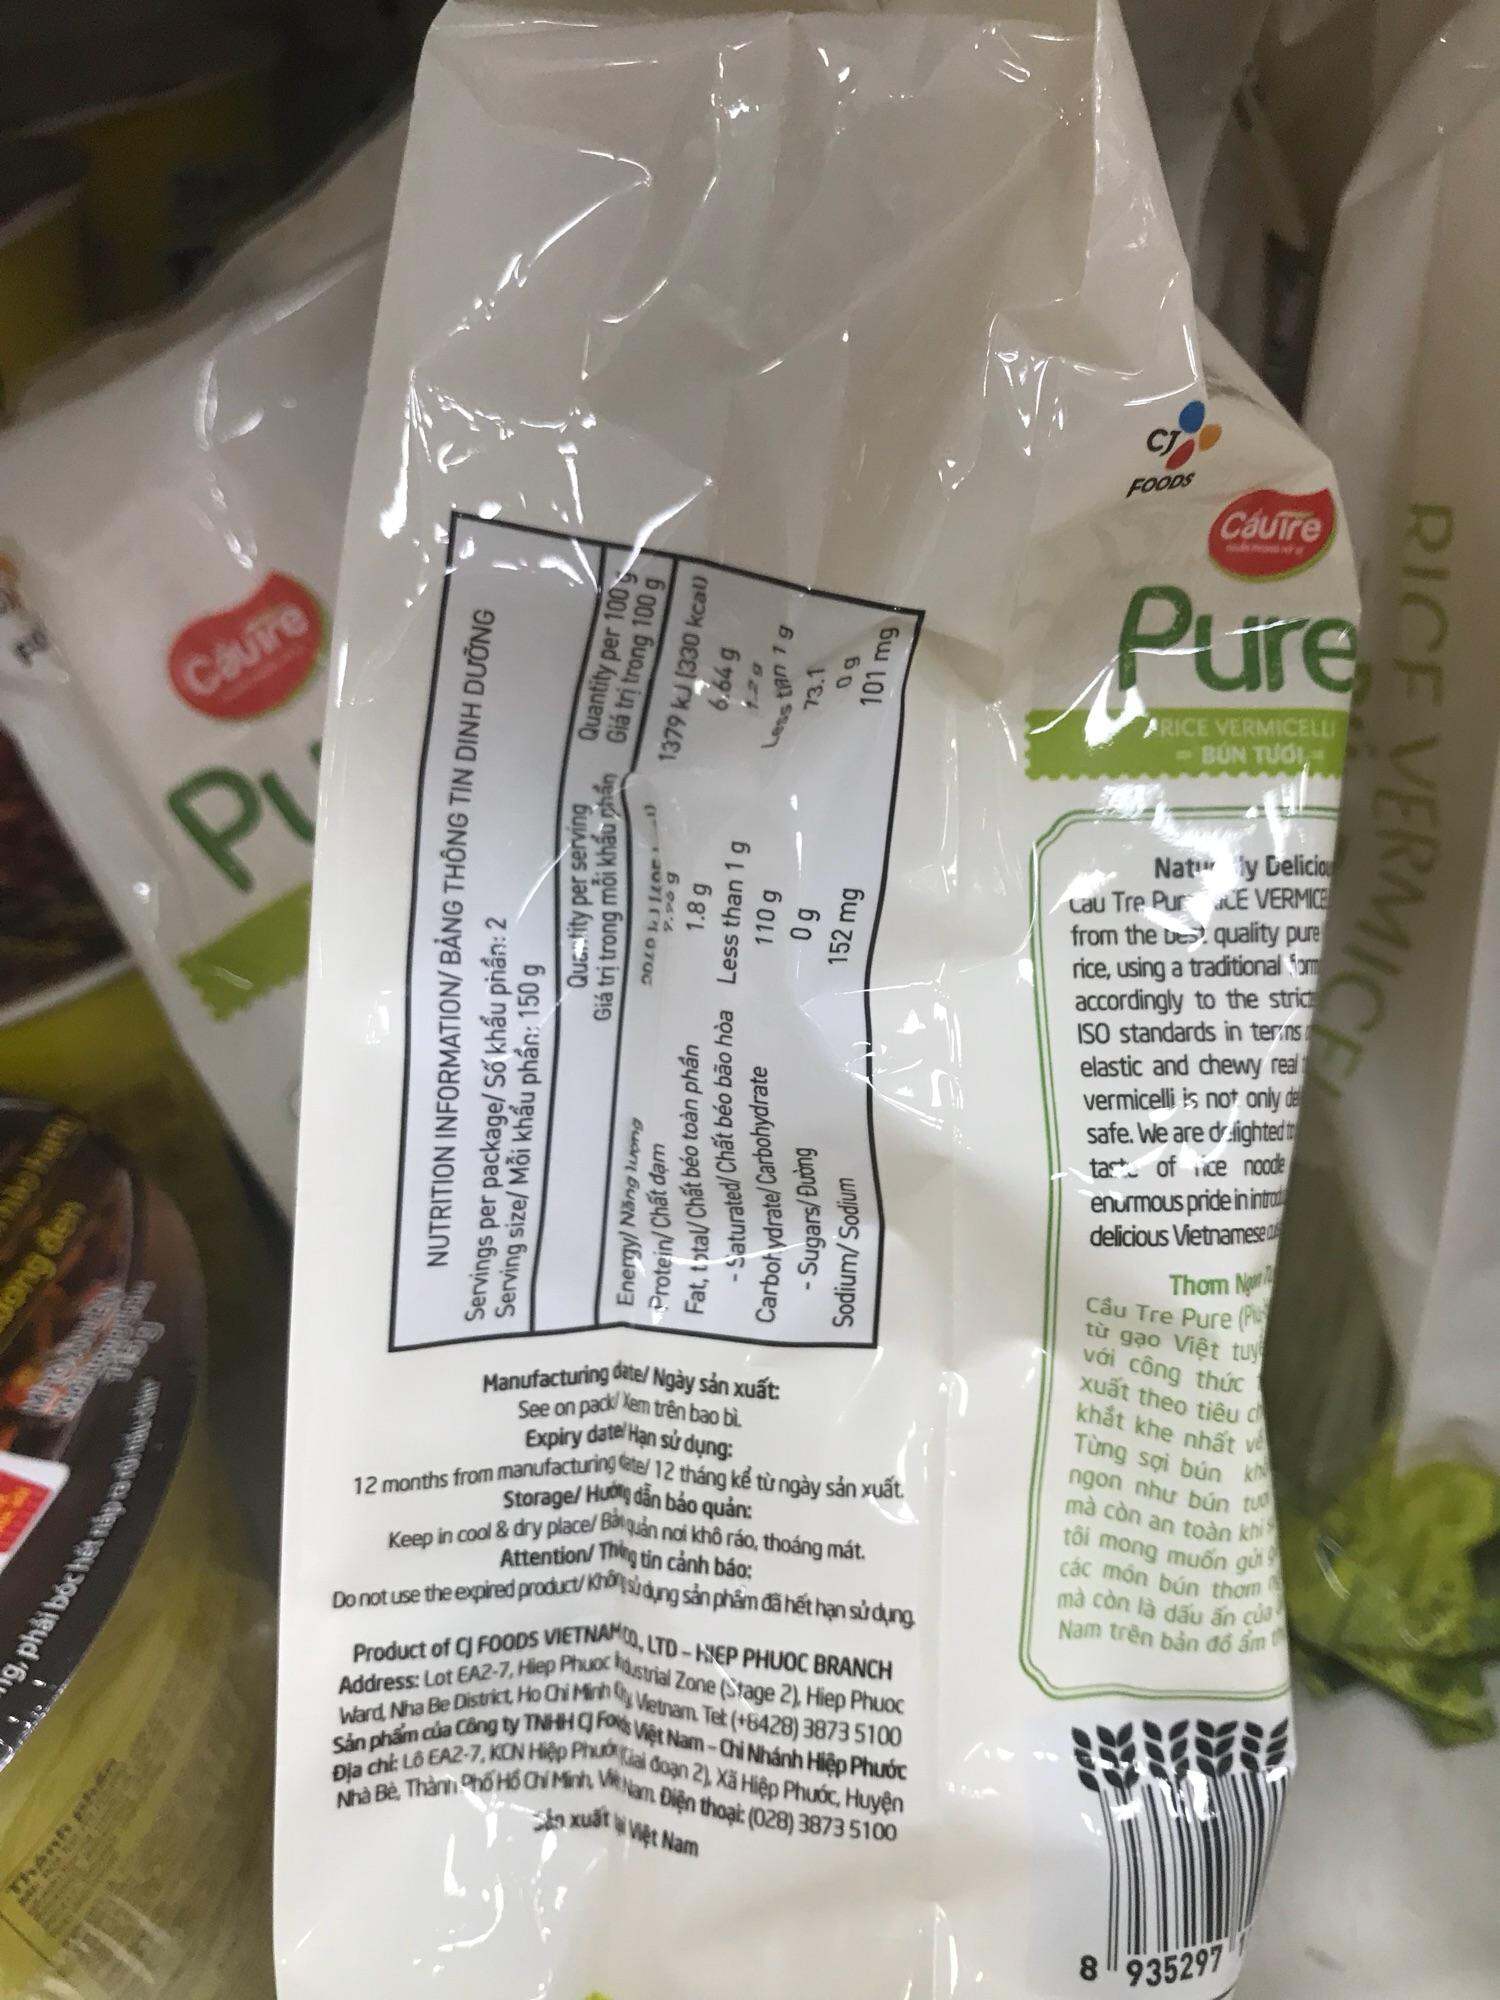 NUTRITION INFORMATION/ BẢNG THÔNG TIN DINH DƯỠNG
Servings per package/ Số khẩu phần: 2
Serving size/ Mỗi khẩu phần: 150 g
Quantity per serving Quantity per 100 g
Giá trị trong mỗi khẩu phần Giá trị trong 100 g
Energy/ Năng lượng 1379 kJ (330 kcal)
Protein/ Chất đạm 6.64 g
Fat, total/ Chất béo toàn phần 1.8 g 1.2 g
- Saturated/ Chất béo bão hòa Less than 1 g Less tan 1 g
Carbohydrate/ Carbohydrate 110 g 73.1
- Sugars/ Đường 0 g 0 g
Sodium/ Sodium 152 mg 101 mg
Manufacturing date/ Ngày sản xuất:
See on pack/ Xem trên bao bì.
Expiry date/ Hạn sử dụng:
12 months from manufacturing date/ 12 tháng kể từ ngày sản xuất.
Storage/ Hướng dẫn bảo quản:
Keep in cool & dry place/ Bảo quản nơi khô ráo, thoáng mát.
Attention/ Thông tin cảnh báo:
Do not use the expired product/ Không sử dụng sản phẩm đã hết hạn sử dụng.
Product of CJ FOODS VIETNAM CO., LTD – HIEP PHUOC BRANCH
Address: Lot EA2-7, Hiep Phuoc Industrial Zone (Stage 2), Hiep Phuoc
Ward, Nha Be District, Ho Chi Minh City, Vietnam. Tel: (+8428) 3873 5100
Sản phẩm của Công ty TNHH CJ Foods Việt Nam – Chi Nhánh Hiệp Phước
Địa chỉ: Lô EA2-7, KCN Hiệp Phước (Giai đoạn 2), Xã Hiệp Phước, Huyện
Nhà Bè, Thành Phố Hồ Chí Minh, Việt Nam. Điện thoại: (028) 3873 5100
Sản xuất tại Việt Nam
CJ
FOODS
CầuTre
Pure
RICE VERMICELLI
BÚN TƯƠI
Cau Tre
from the best quality pure
rice, using a traditional
accordingly to the
ISO standards in terms
elastic and chewy real
vermicelli is not only
safe. We are delighted
taste of rice noodle
enormous pride in
delicious Vietnamese
Thơm Ngon
Cầu Tre Pure
từ gạo Việt
với công thức
xuất theo tiêu
khắt khe nhất
Từng sợi bún
ngon như bún
mà còn an toàn khi
tôi mong muốn gửi
các món bún thơm
mà còn là dấu ấn của
Nam trên bản đồ ẩm
8 935297
CầuTre
RICE VERMICELLI